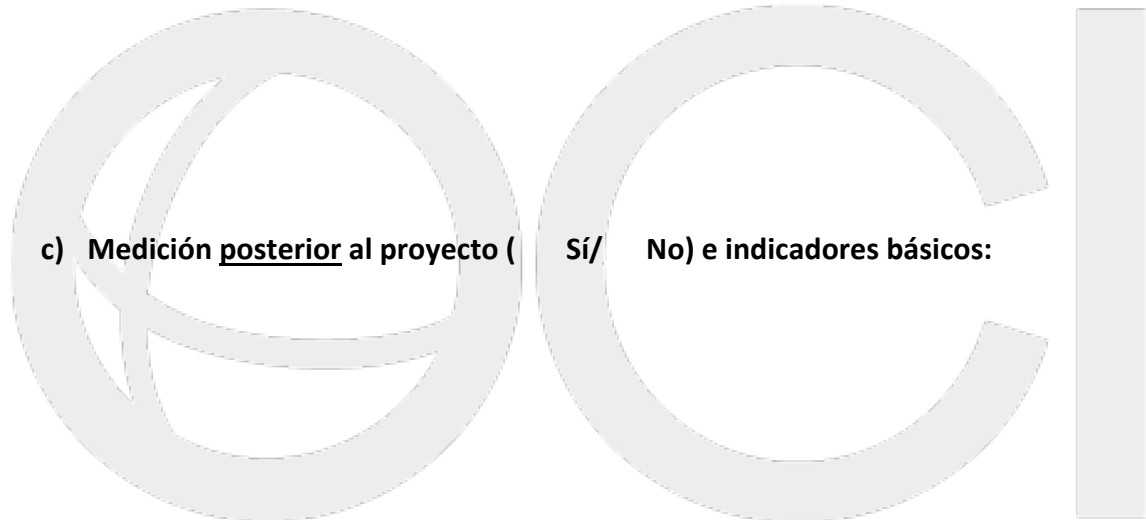 c) Medición posterior al proyecto ( Sí/ No) e indicadores básicos: